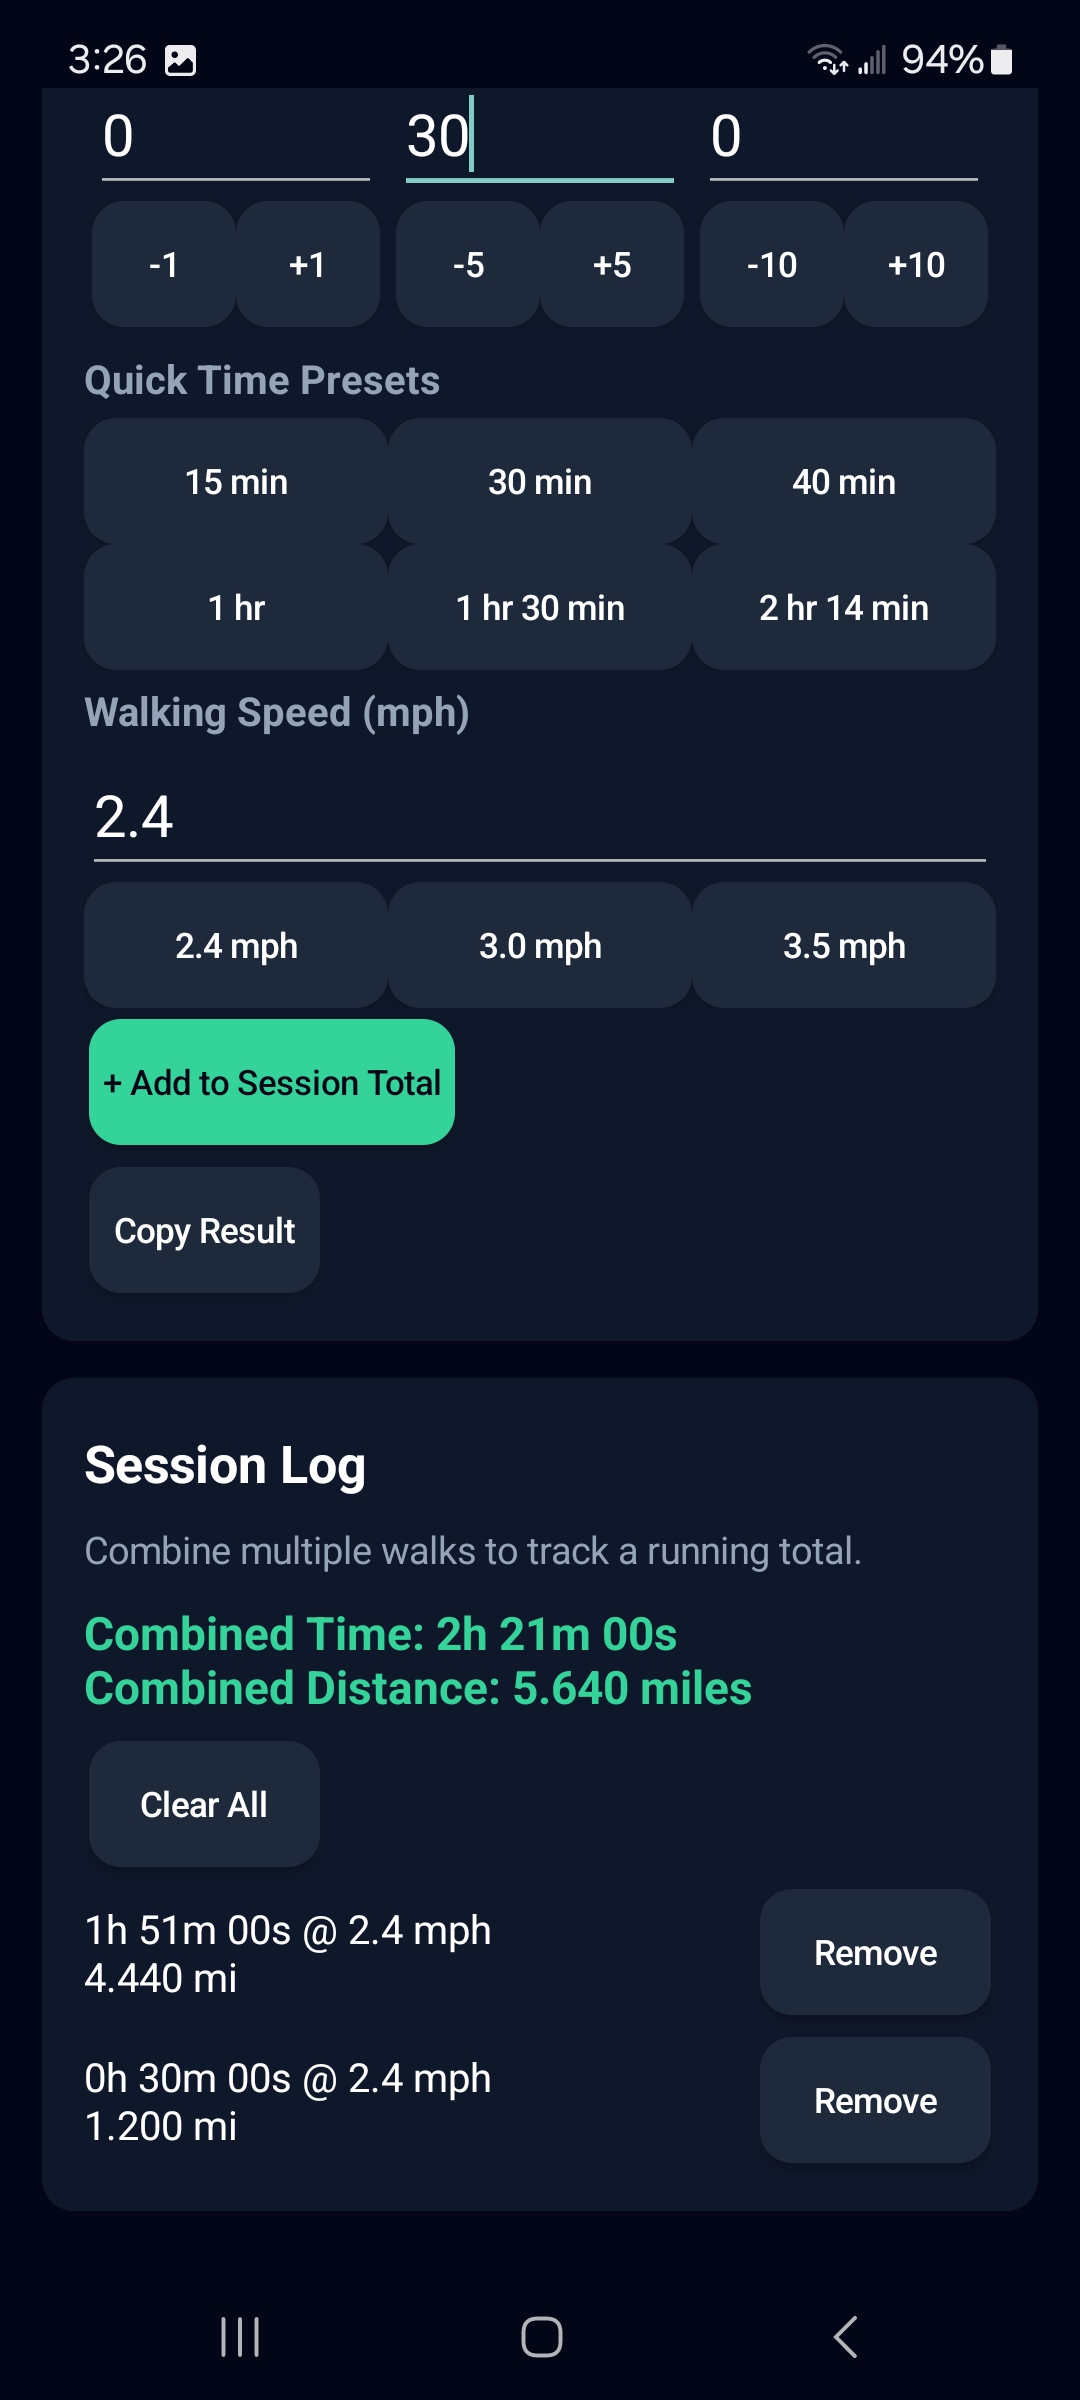 3:26 94%
0 30 0
-1 +1 -5 +5 -10 +10
Quick Time Presets
15 min 30 min 40 min
1 hr 1 hr 30 min 2 hr 14 min
Walking Speed (mph)
2.4
2.4 mph 3.0 mph 3.5 mph
+ Add to Session Total
Copy Result
Session Log
Combine multiple walks to track a running total.
Combined Time: 2h 21m 00s
Combined Distance: 5.640 miles
Clear All
1h 51m 00s @ 2.4 mph
4.440 mi
Remove
0h 30m 00s @ 2.4 mph
1.200 mi
Remove